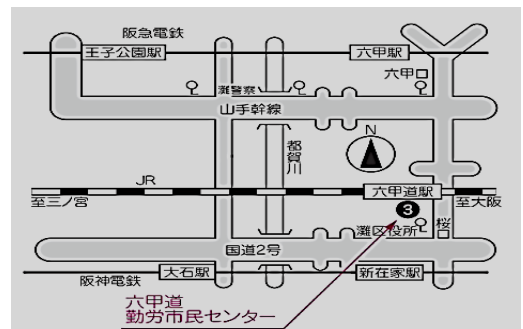 阪急電鉄
王子公園駅
六甲駅
六甲口
灘警察
山手幹線
N
都賀川
JR
六甲道駅
至三ノ宮
至大阪
3
灘区役所
桜口
国道2号
大石駅
新在家駅
阪神電鉄
六甲道
勤労市民センター